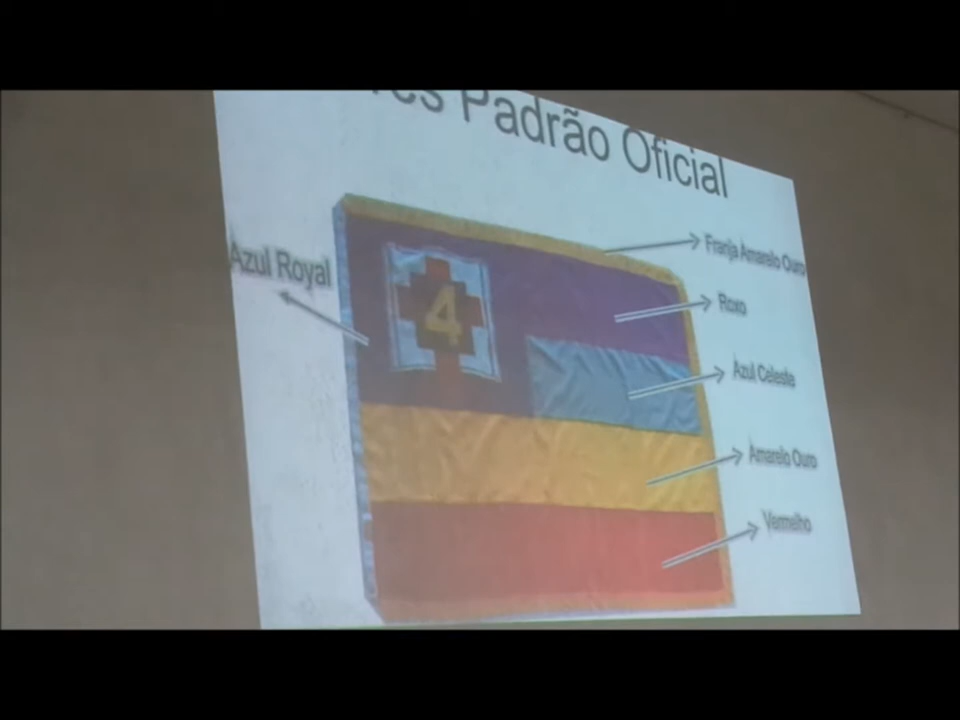 Padrão Oficial
Azul Royal
4
Franja Amarelo Ouro
Roxo
Azul Celeste
Amarelo Ouro
Vermelho